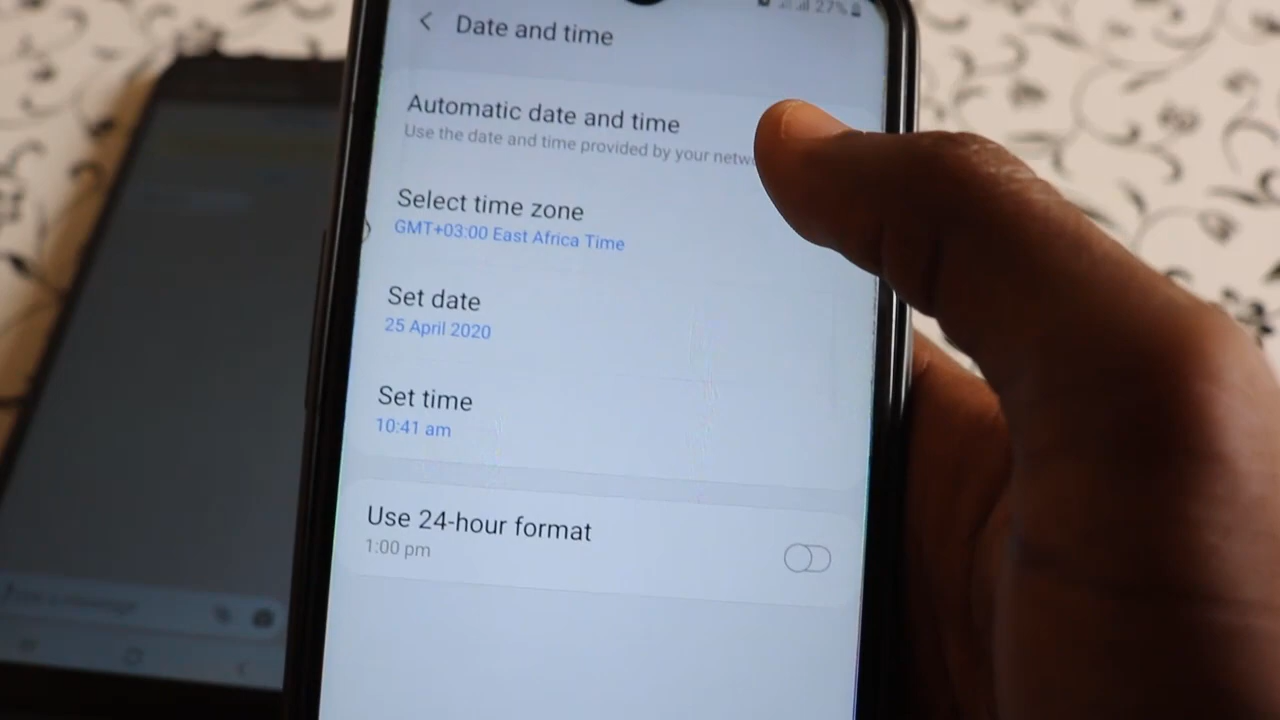 27%
Date and time
Automatic date and time
Use the date and time provided by your
Select time zone
GMT+03:00 East Africa Time
Set date
25 April 2020
Set time
10:41 am
Use 24-hour format
1:00 pm